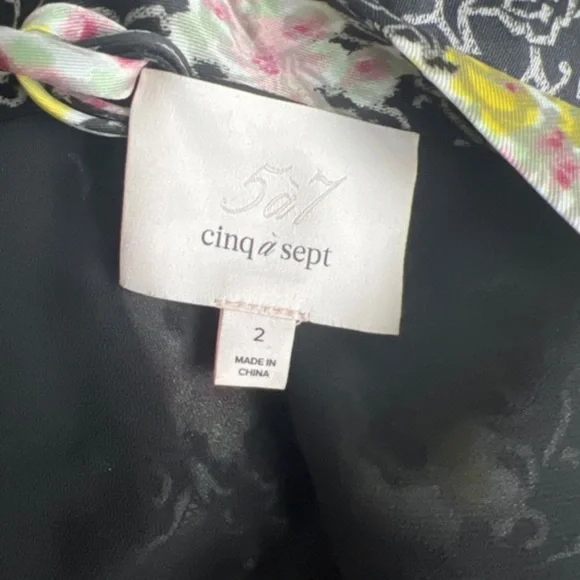 5à7
cinq à sept
2
MADE IN
CHINA